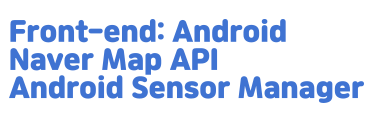 Front-end: Android
Naver Map API
Android Sensor Manager